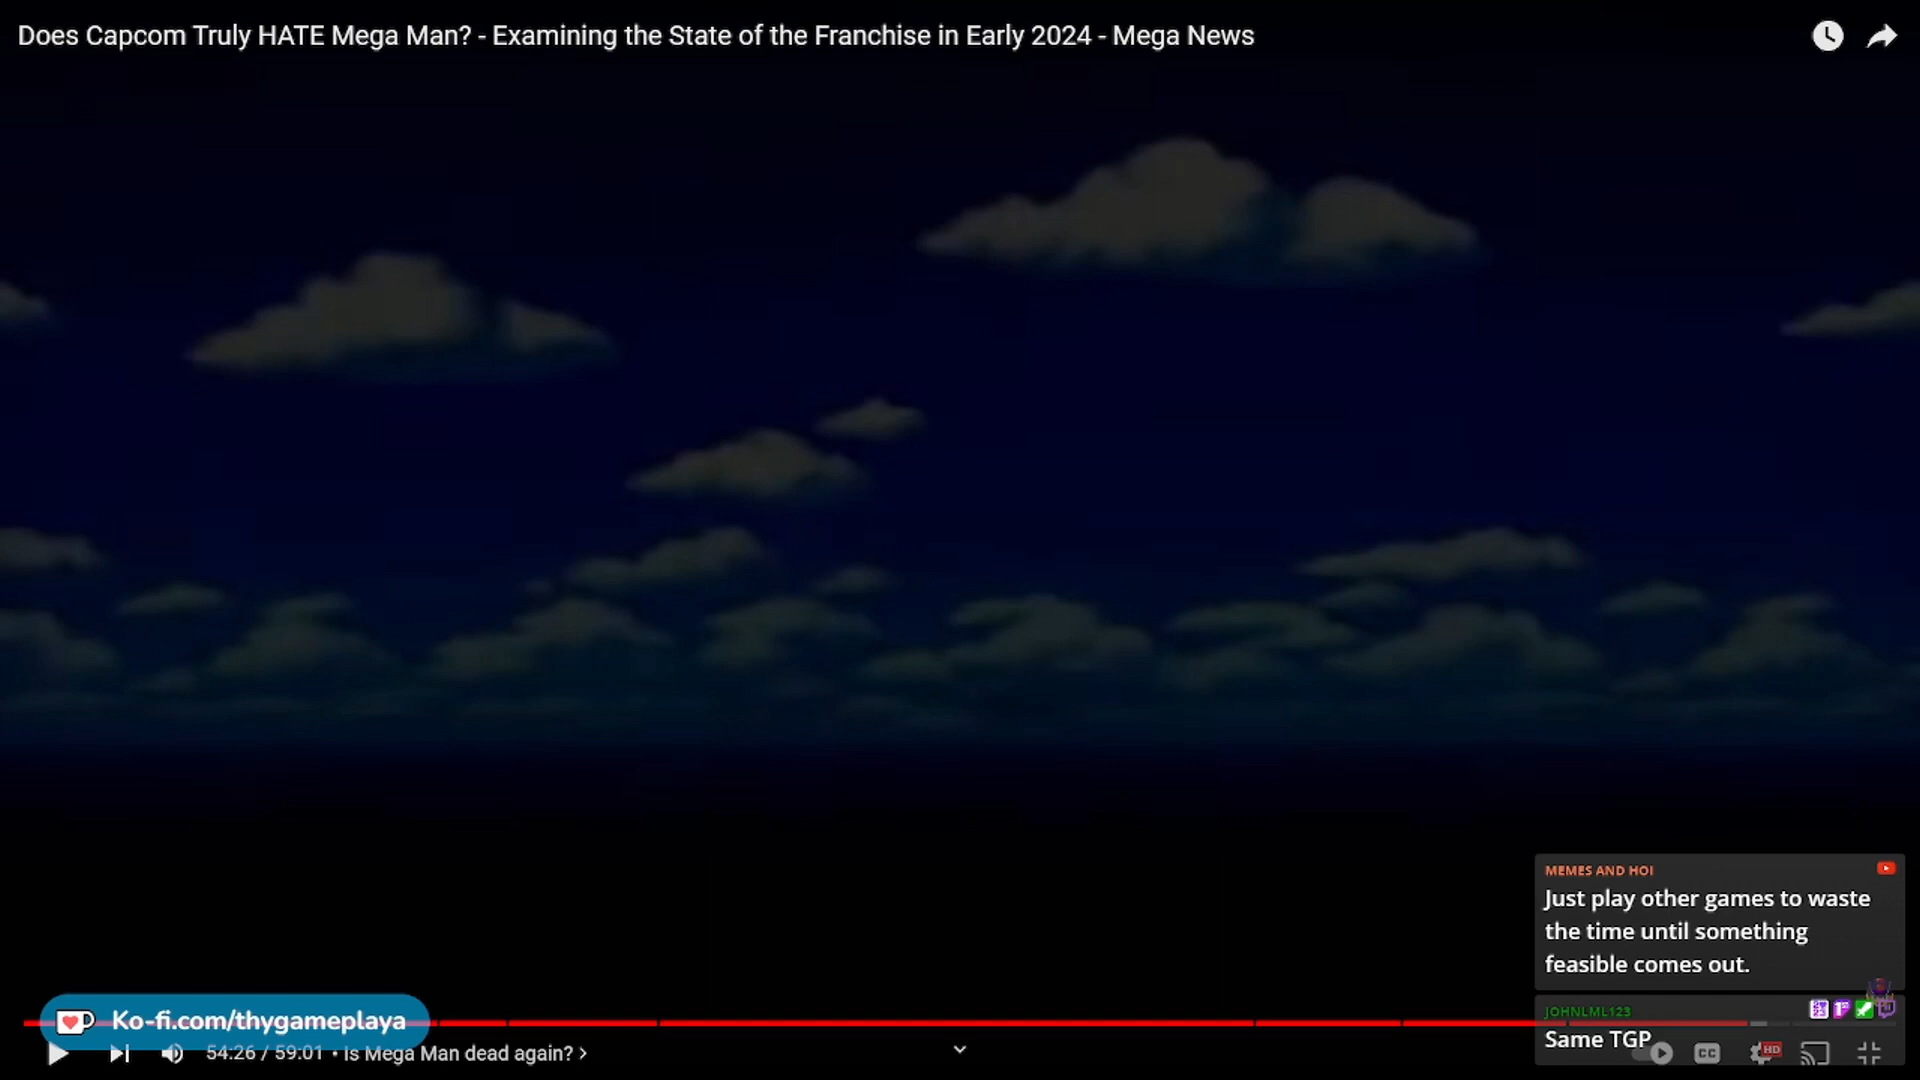 Does Capcom Truly HATE Mega Man? - Examining the State of the Franchise in Early 2024 - Mega News
MEMES AND HOI
Just play other games to waste
the time until something
feasible comes out.
Ko-fi.com/thygameplaya
JOHNLML123
Same TGP
54:26 / 59:01 • Is Mega Man dead again? >
CC
HD